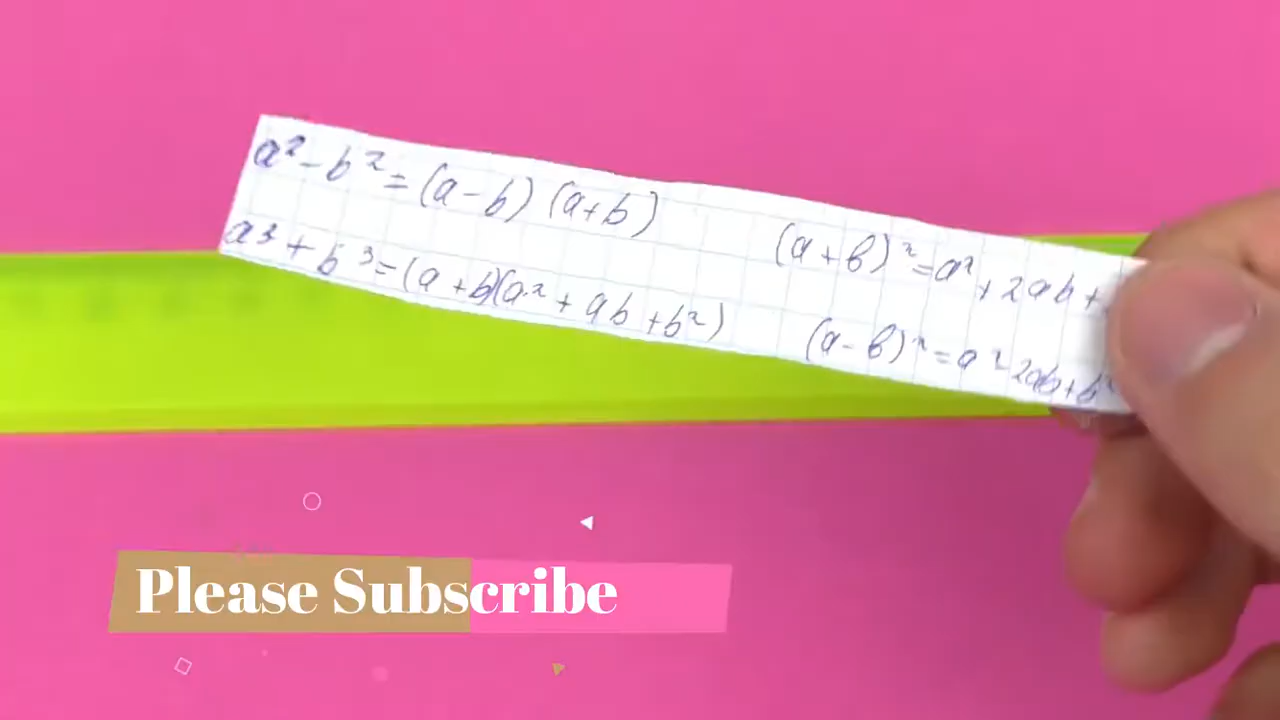 a² - b² = (a - b) (a + b)
a³ + b³ = (a + b)(a² + ab + b²)
(a + b)² = a² + 2ab +
(a - b)² = a² - 2ab + b²
Please Subscribe